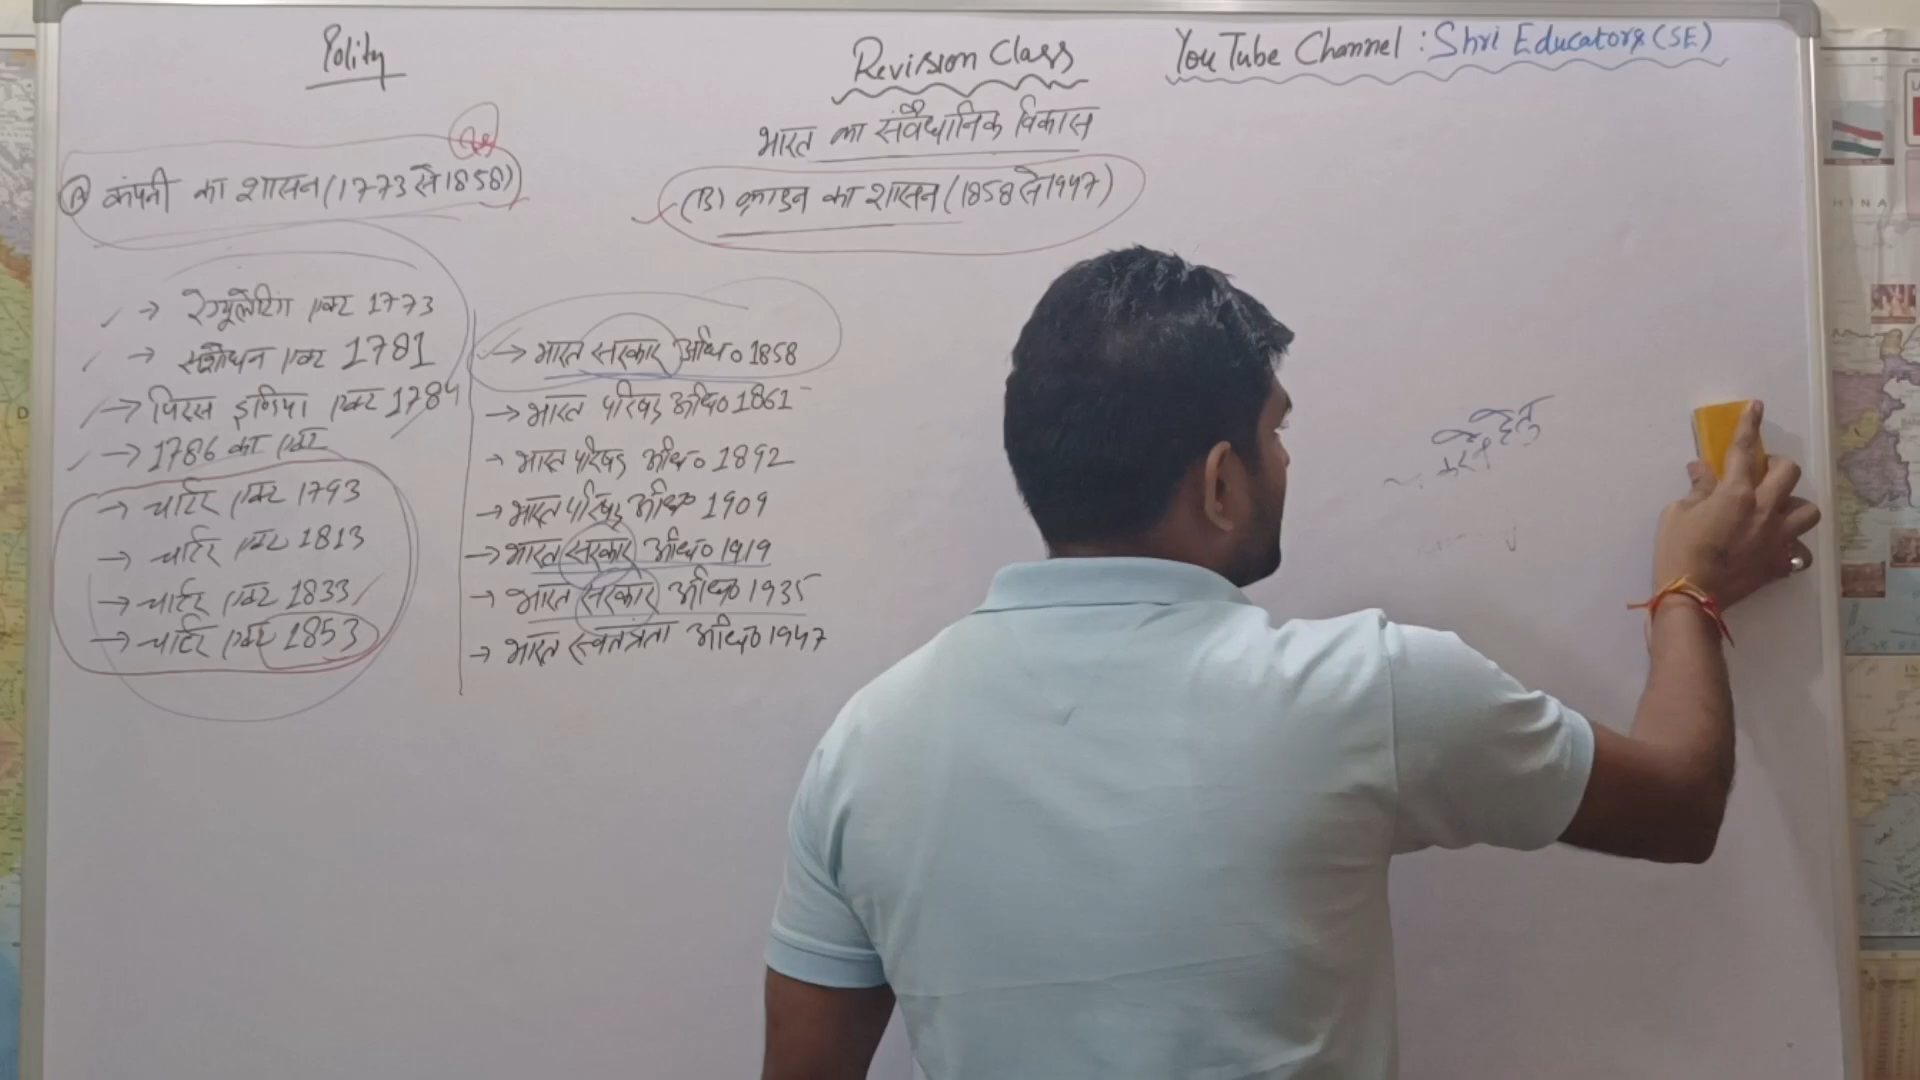 Polity
Revision Class
YouTube Channel : Shri Educators (SE)
भारत का संवैधानिक विकास
(A) कंपनी का शासन (1773 से 1858)
(B) क्राउन का शासन (1858 से 1947)
→ रेग्यूलेटिंग एक्ट 1773
→ संशोधन एक्ट 1781
→ पिट्स इण्डिया एक्ट 1784
→ 1786 का एक्ट
→ चार्टर एक्ट 1793
→ चार्टर एक्ट 1813
→ चार्टर एक्ट 1833
→ चार्टर एक्ट 1853
→ भारत सरकार अधि० 1858
→ भारत परिषद अधि० 1861
→ भारत परिषद अधि० 1892
→ भारत परिषद अधि० 1909
→ भारत सरकार अधि० 1919
→ भारत सरकार अधि० 1935
→ भारत स्वतंत्रता अधि० 1947
HINA